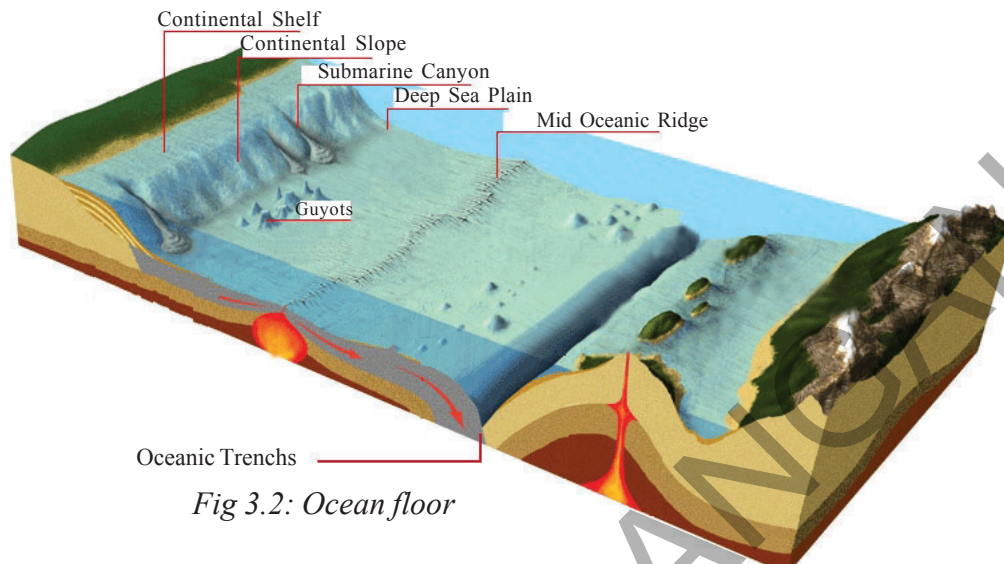 Continental Shelf
Continental Slope
Submarine Canyon
Deep Sea Plain
Mid Oceanic Ridge
Guyots
Oceanic Trenchs
Fig 3.2: Ocean floor